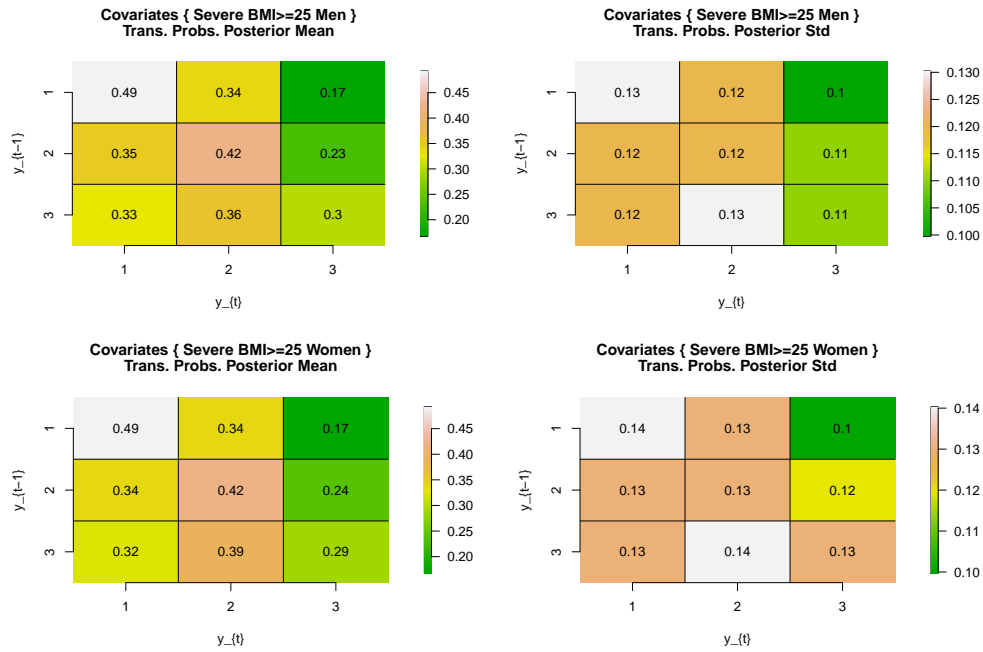 Covariates { Severe BMI>=25 Men }
Trans. Probs. Posterior Mean
y_{t−1}
1
2
3
0.49 0.34 0.17
0.35 0.42 0.23
0.33 0.36 0.3
1 2 3
y_{t}
0.45
0.40
0.35
0.30
0.25
0.20
Covariates { Severe BMI>=25 Men }
Trans. Probs. Posterior Std
y_{t−1}
1
2
3
0.13 0.12 0.1
0.12 0.12 0.11
0.12 0.13 0.11
1 2 3
y_{t}
0.130
0.125
0.120
0.115
0.110
0.105
0.100
Covariates { Severe BMI>=25 Women }
Trans. Probs. Posterior Mean
y_{t−1}
1
2
3
0.49 0.34 0.17
0.34 0.42 0.24
0.32 0.39 0.29
1 2 3
y_{t}
0.45
0.40
0.35
0.30
0.25
0.20
Covariates { Severe BMI>=25 Women }
Trans. Probs. Posterior Std
y_{t−1}
1
2
3
0.14 0.13 0.1
0.13 0.13 0.12
0.13 0.14 0.13
1 2 3
y_{t}
0.14
0.13
0.12
0.11
0.10